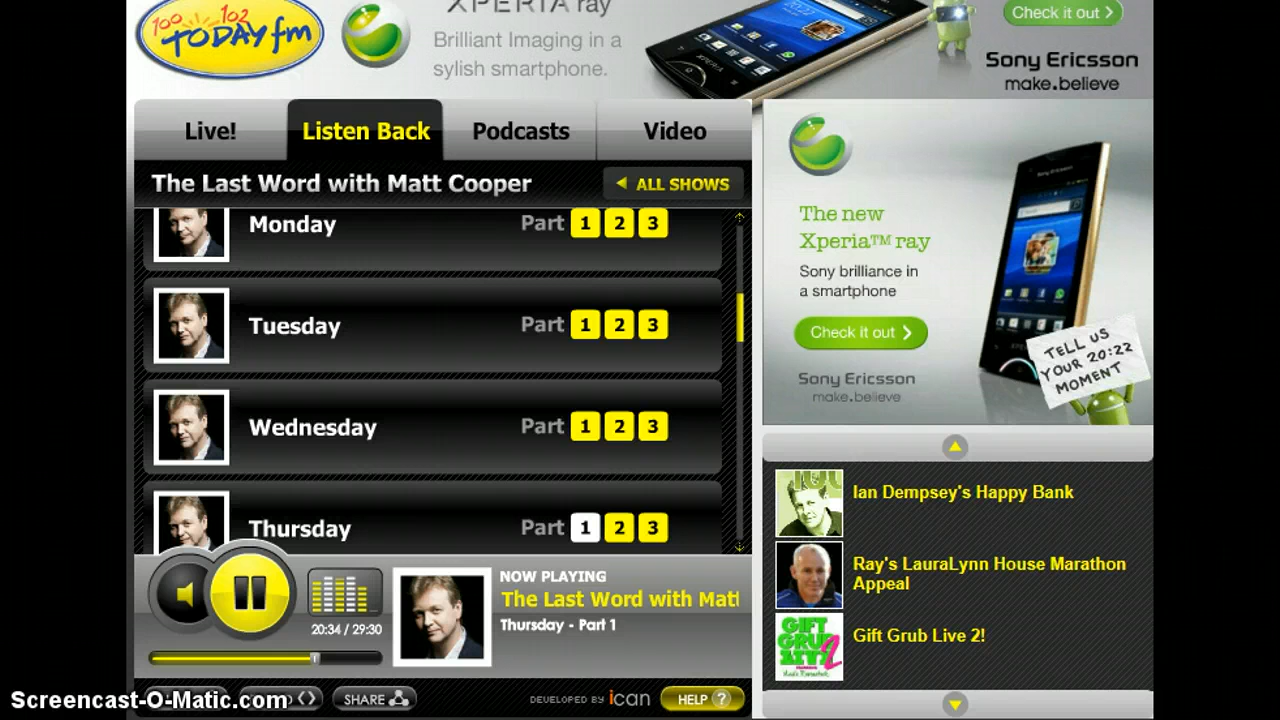 100 102
TODAY fm
XPERIA ray
Brilliant Imaging in a
sylish smartphone.
Check it out
Sony Ericsson
make.believe
Live!
Listen Back
Podcasts
Video
The Last Word with Matt Cooper
ALL SHOWS
Monday Part 1 2 3
Tuesday Part 1 2 3
Wednesday Part 1 2 3
Thursday Part 1 2 3
20:34 / 29:30
NOW PLAYING
The Last Word with Matt
Thursday - Part 1
SHARE
DEVELOPED BY ican
HELP ?
The new
Xperia™ ray
Sony brilliance in
a smartphone
Check it out
Sony Ericsson
make.believe
TELL US
YOUR 20:22
MOMENT
Ian Dempsey's Happy Bank
Ray's LauraLynn House Marathon
Appeal
Gift Grub Live 2!
GIFT
GRUB
LIVE 2
Screencast-O-Matic.com